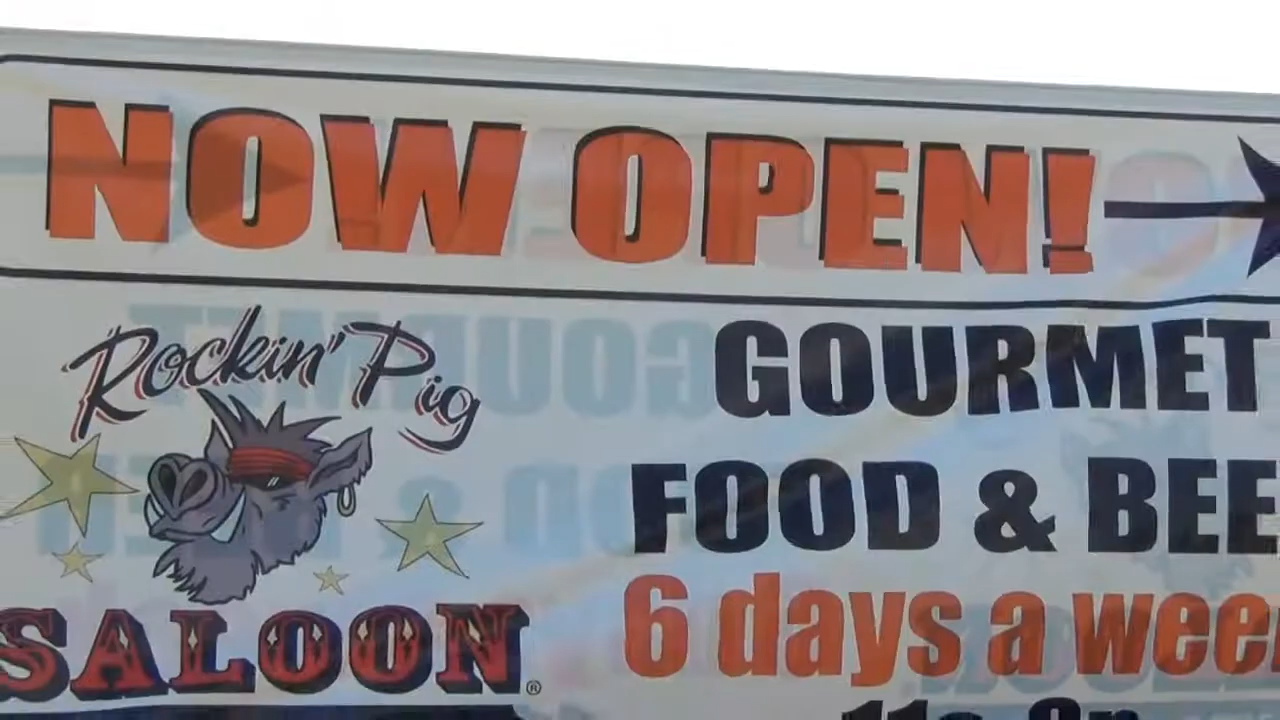 NOW OPEN!
Rockin' Pig
SALOON®
GOURMET
FOOD & BEE
6 days a wee